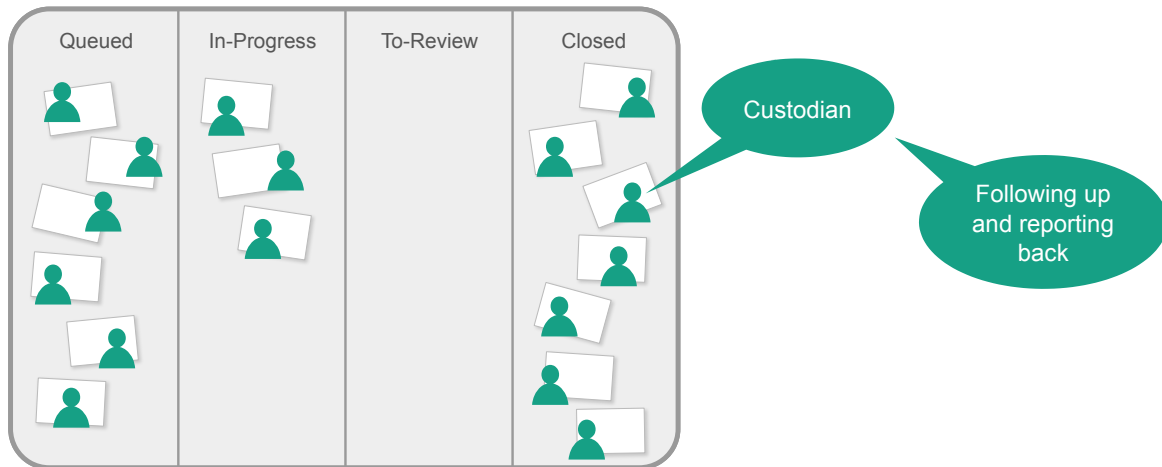 Queued
In-Progress
To-Review
Closed
Custodian
Following up
and reporting
back